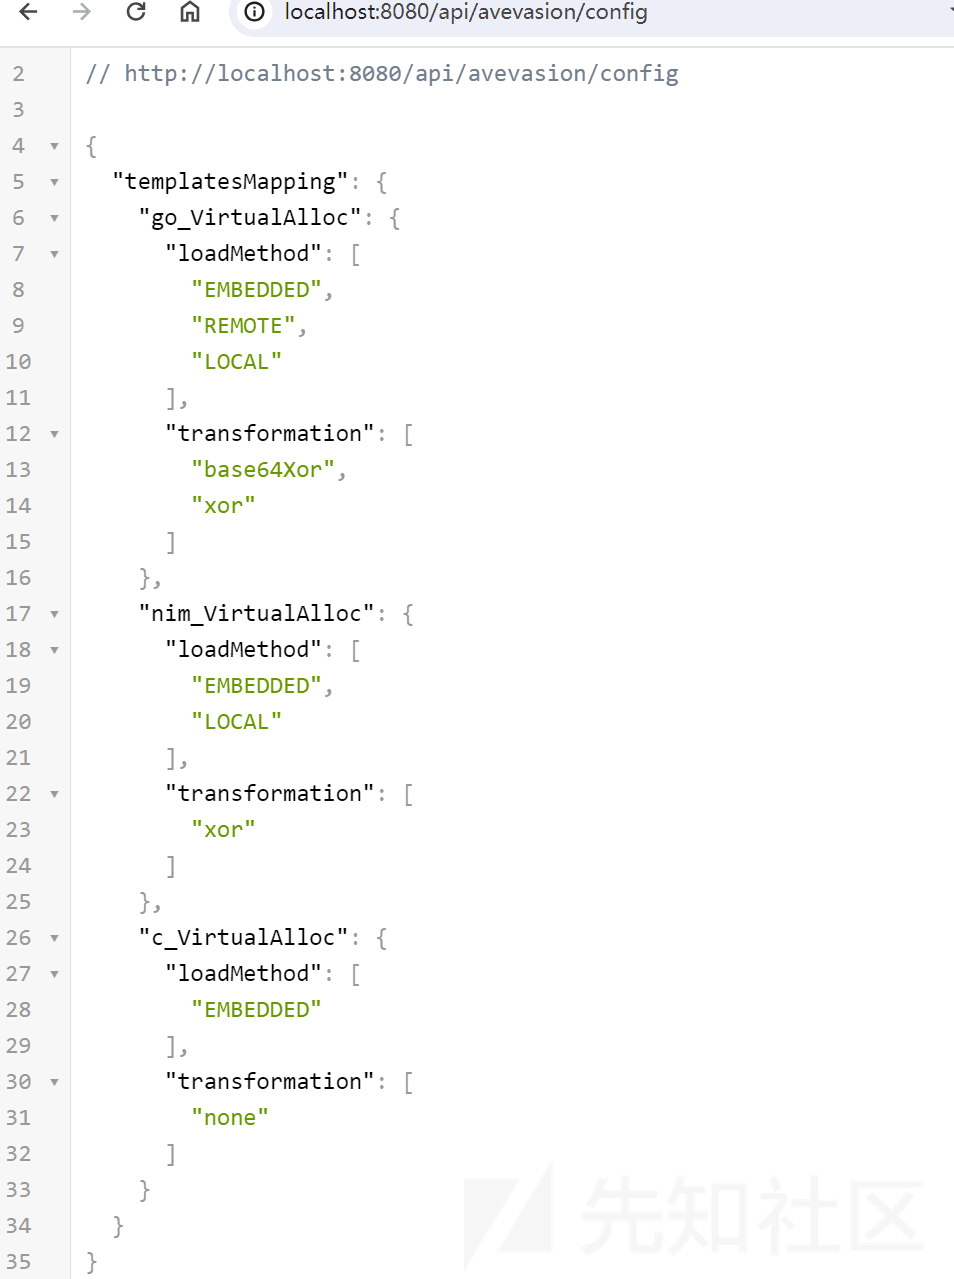 localhost:8080/api/avevasion/config
2 // http://localhost:8080/api/avevasion/config
3
4 {
5 "templatesMapping": {
6 "go_VirtualAlloc": {
7 "loadMethod": [
8 "EMBEDDED",
9 "REMOTE",
10 "LOCAL"
11 ],
12 "transformation": [
13 "base64Xor",
14 "xor"
15 ]
16 },
17 "nim_VirtualAlloc": {
18 "loadMethod": [
19 "EMBEDDED",
20 "LOCAL"
21 ],
22 "transformation": [
23 "xor"
24 ]
25 },
26 "c_VirtualAlloc": {
27 "loadMethod": [
28 "EMBEDDED"
29 ],
30 "transformation": [
31 "none"
32 ]
33 }
34 }
35 }
先知社区